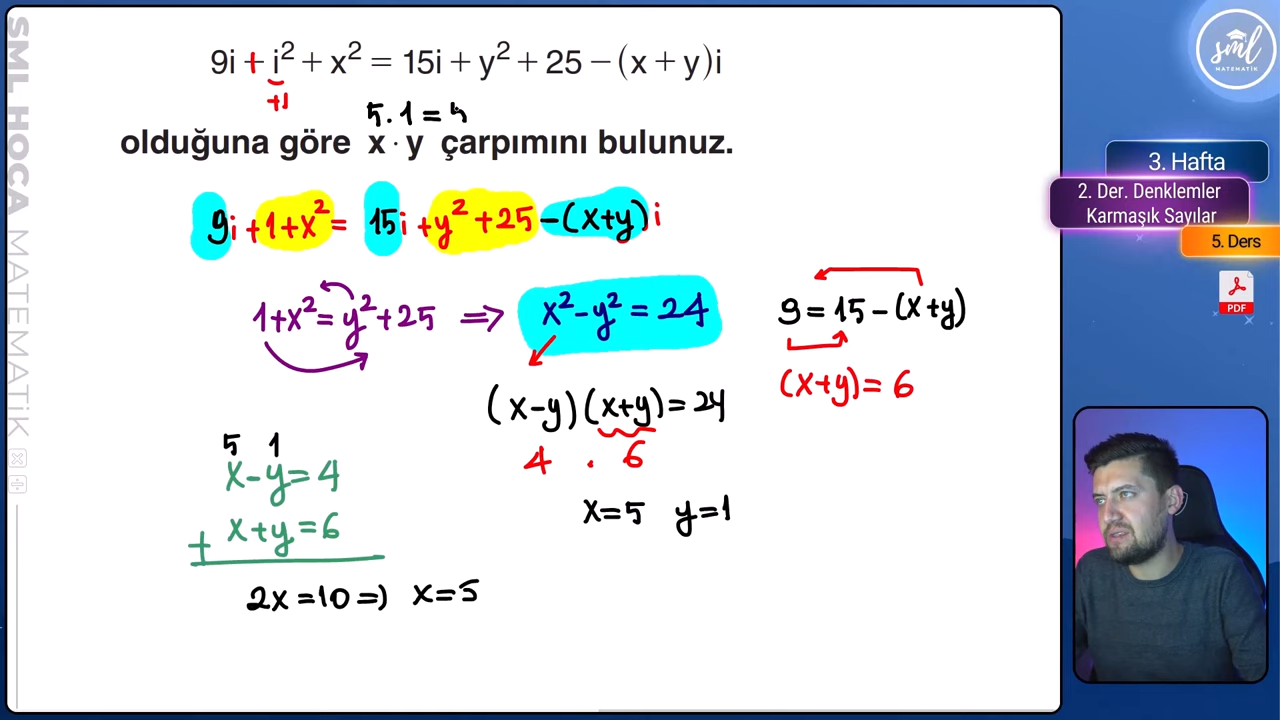 9i + i² + x² = 15i + y² + 25 − (x + y)i
+1
5 . 1 = 5
olduğuna göre x · y çarpımını bulunuz.
9i + 1 + x² = 15i + y² + 25 - (x+y)i
1 + x² = y² + 25 => x² - y² = 24
9 = 15 - (x+y)
(x+y) = 6
(x-y)(x+y) = 24
4 . 6
x=5 y=1
5 1
x - y = 4
+ x + y = 6
2x = 10 => x = 5
SML HOCA MATEMATİK
sml
MATEMATİK
3. Hafta
2. Der. Denklemler
Karmaşık Sayılar
5. Ders
PDF